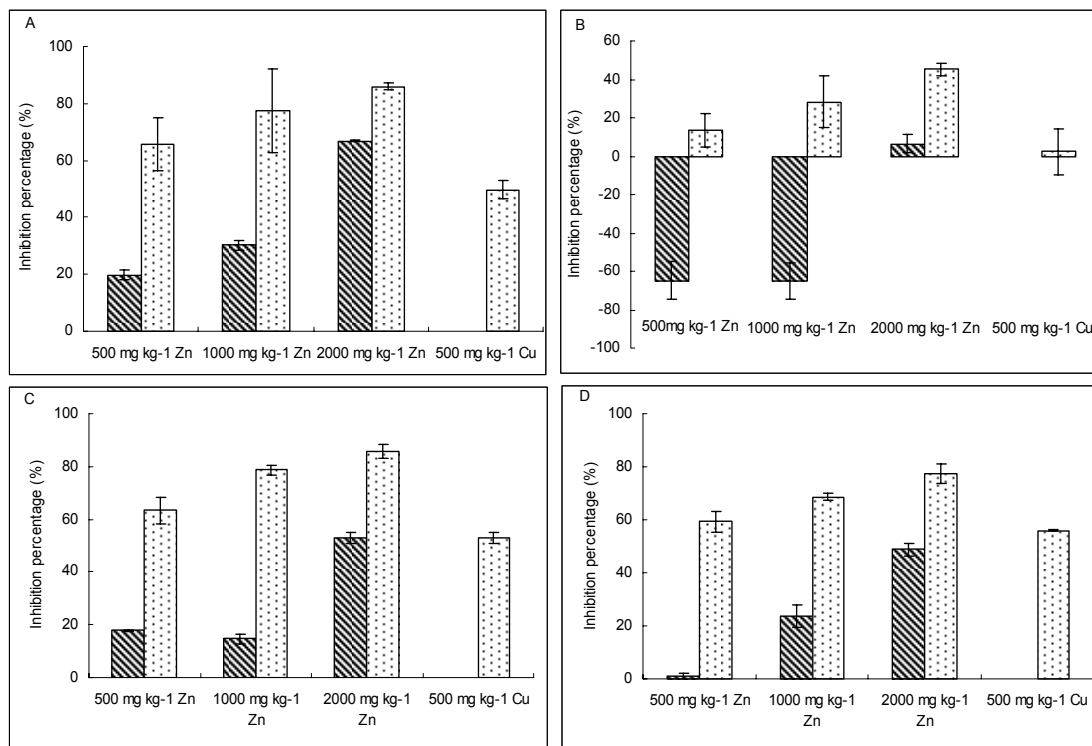 A
Inhibition percentage (%)
100
80
60
40
20
0
500 mg kg-1 Zn 1000 mg kg-1 Zn 2000 mg kg-1 Zn 500 mg kg-1 Cu
B
Inhibition percentage (%)
60
40
20
0
-20
-40
-60
-80
-100
500mg kg-1 Zn 1000 mg kg-1 Zn 2000 mg kg-1 Zn 500 mg kg-1 Cu
C
Inhibition percentage (%)
100
80
60
40
20
0
500 mg kg-1 Zn 1000 mg kg-1 2000 mg kg-1 500 mg kg-1 Cu
Zn Zn
D
Inhibition percentage (%)
100
80
60
40
20
0
500 mg kg-1 Zn 1000 mg kg-1 2000 mg kg-1 500 mg kg-1 Cu
Zn Zn